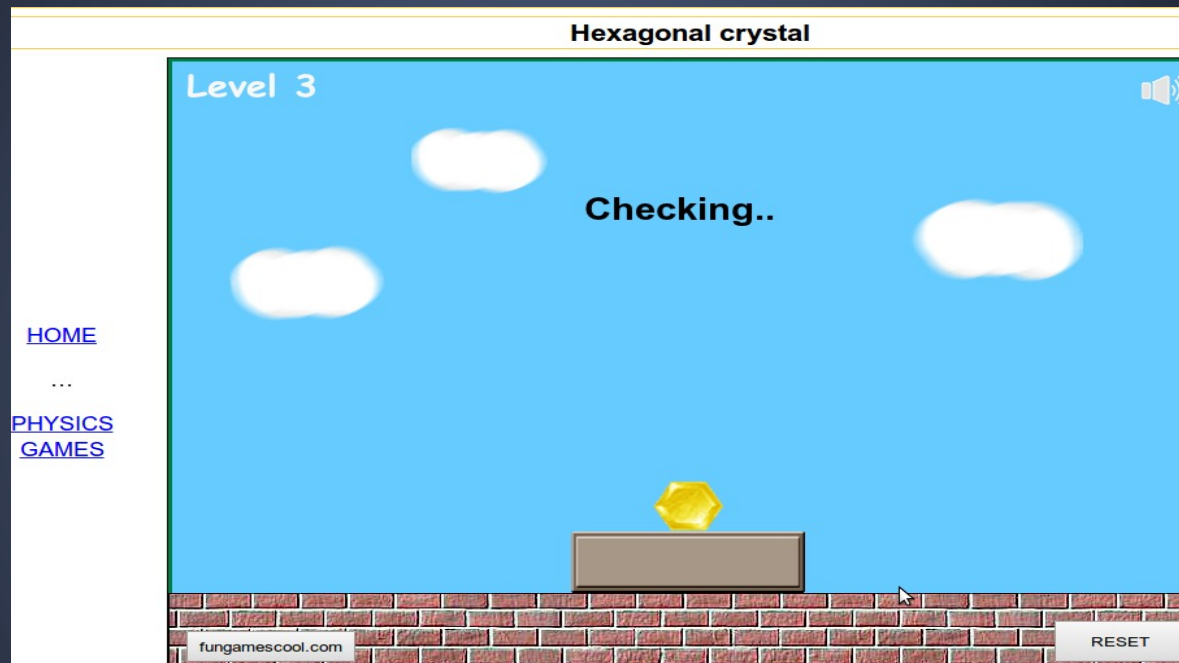 Hexagonal crystal
Level 3
Checking..
HOME
...
PHYSICS
GAMES
fungamescool.com
RESET